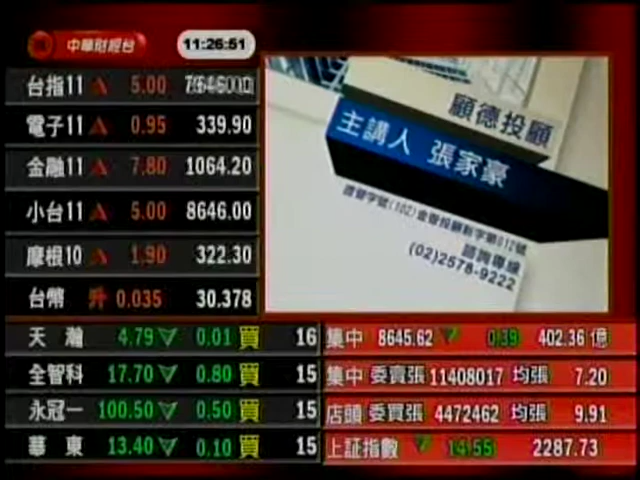 中華財經台
11:26:51
台指11 5.00
電子11 0.95 339.90
金融11 7.80 1064.20
小台11 5.00 8646.00
摩根10 1.90 322.30
台幣 升 0.035 30.378
顧德投顧
主講人 張家豪
諮詢專線
(02)2578-9222
天瀚 4.79 0.01 買 16
全智科 17.70 0.80 買 15
永冠一 100.50 0.50 買 15
華東 13.40 0.10 買 15
集中 8645.62 0.39 402.36 億
集中 委賣張 11408017 均張 7.20
店頭 委買張 4472462 均張 9.91
上証指數 14.55 2287.73